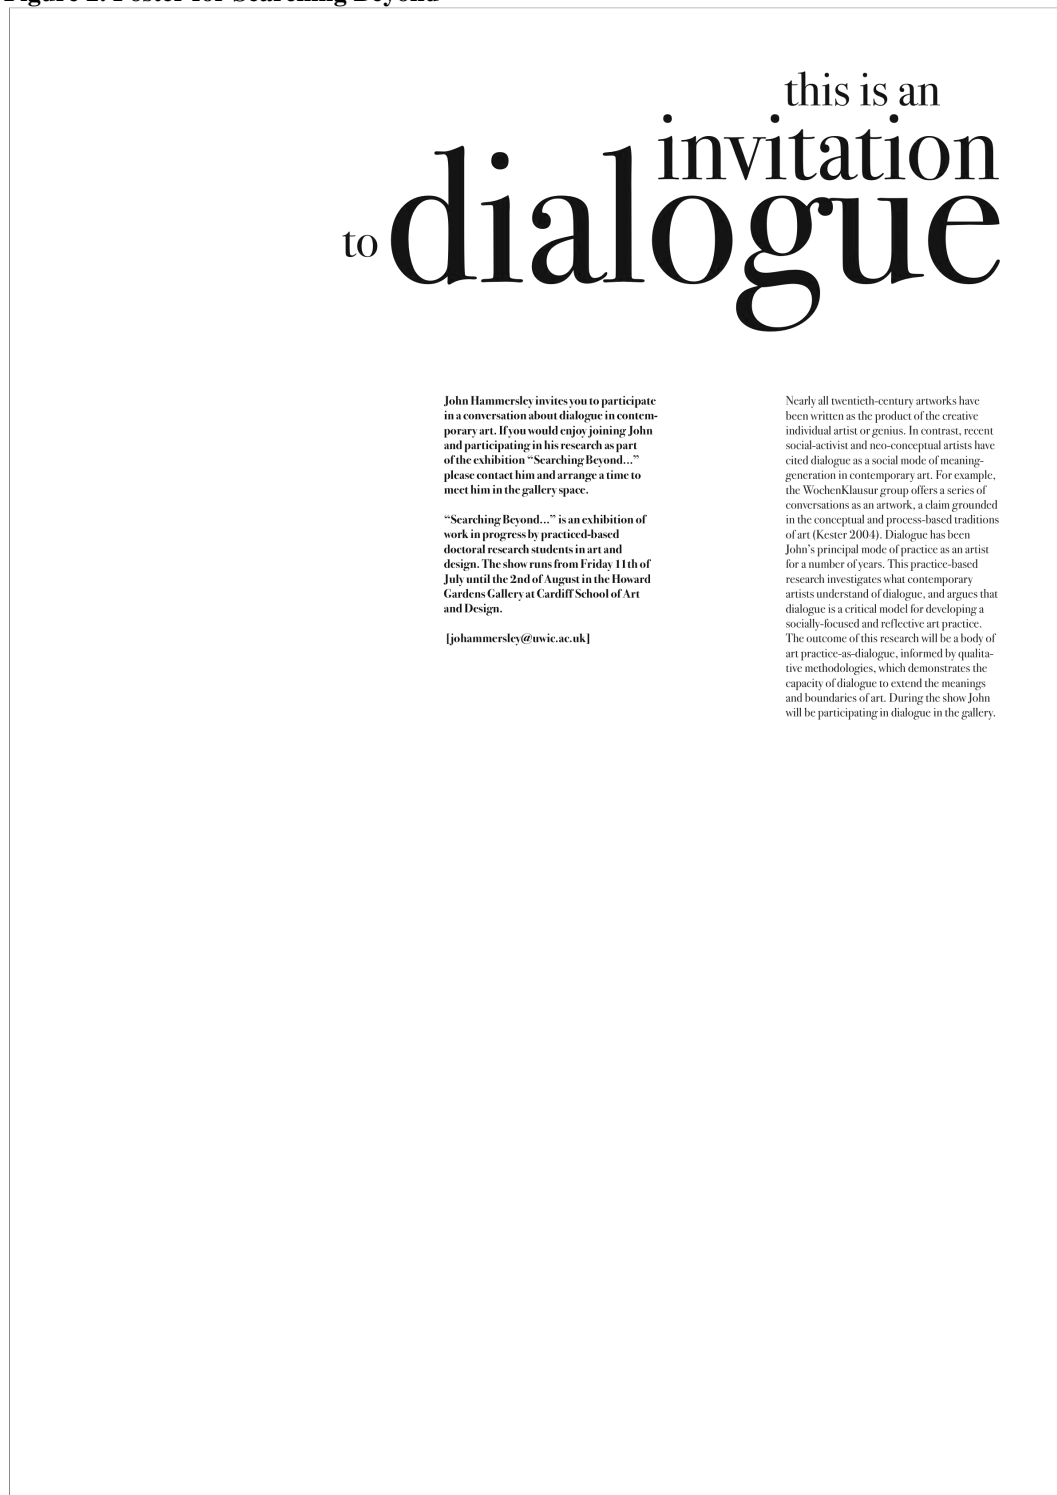 Figure 2: Poster for Searching Beyond
this is an
invitation
to dialogue
John Hammersley invites you to participate
in a conversation about dialogue in contem-
porary art. If you would enjoy joining John
and participating in his research as part
of the exhibition “Searching Beyond...”
please contact him and arrange a time to
meet him in the gallery space.
“Searching Beyond...” is an exhibition of
work in progress by practiced-based
doctoral research students in art and
design. The show runs from Friday 11th of
July until the 2nd of August in the Howard
Gardens Gallery at Cardiff School of Art
and Design.
[johammersley@uwic.ac.uk]
Nearly all twentieth-century artworks have
been written as the product of the creative
individual artist or genius. In contrast, recent
social-activist and neo-conceptual artists have
cited dialogue as a social mode of meaning-
generation in contemporary art. For example,
the WochenKlausur group offers a series of
conversations as an artwork, a claim grounded
in the conceptual and process-based traditions
of art (Kester 2004). Dialogue has been
John’s principal mode of practice as an artist
for a number of years. This practice-based
research investigates what contemporary
artists understand of dialogue, and argues that
dialogue is a critical model for developing a
socially-focused and reflective art practice.
The outcome of this research will be a body of
art practice-as-dialogue, informed by qualita-
tive methodologies, which demonstrates the
capacity of dialogue to extend the meanings
and boundaries of art. During the show John
will be participating in dialogue in the gallery.